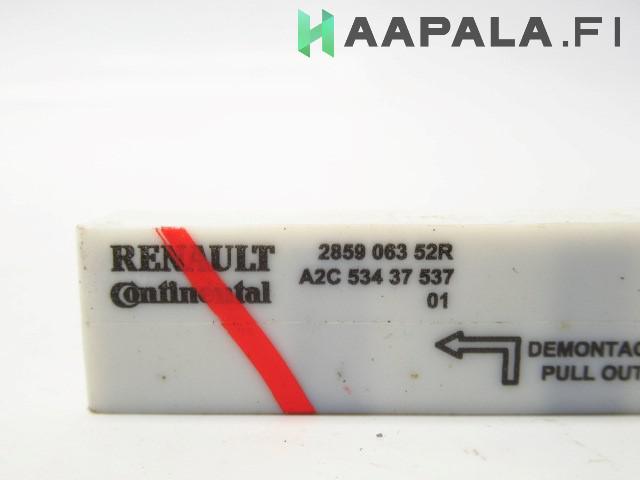 HAAPALA.FI
RENAULT
Continental
2859 063 52R
A2C 534 37 537
01
DEMONTAG
PULL OUT